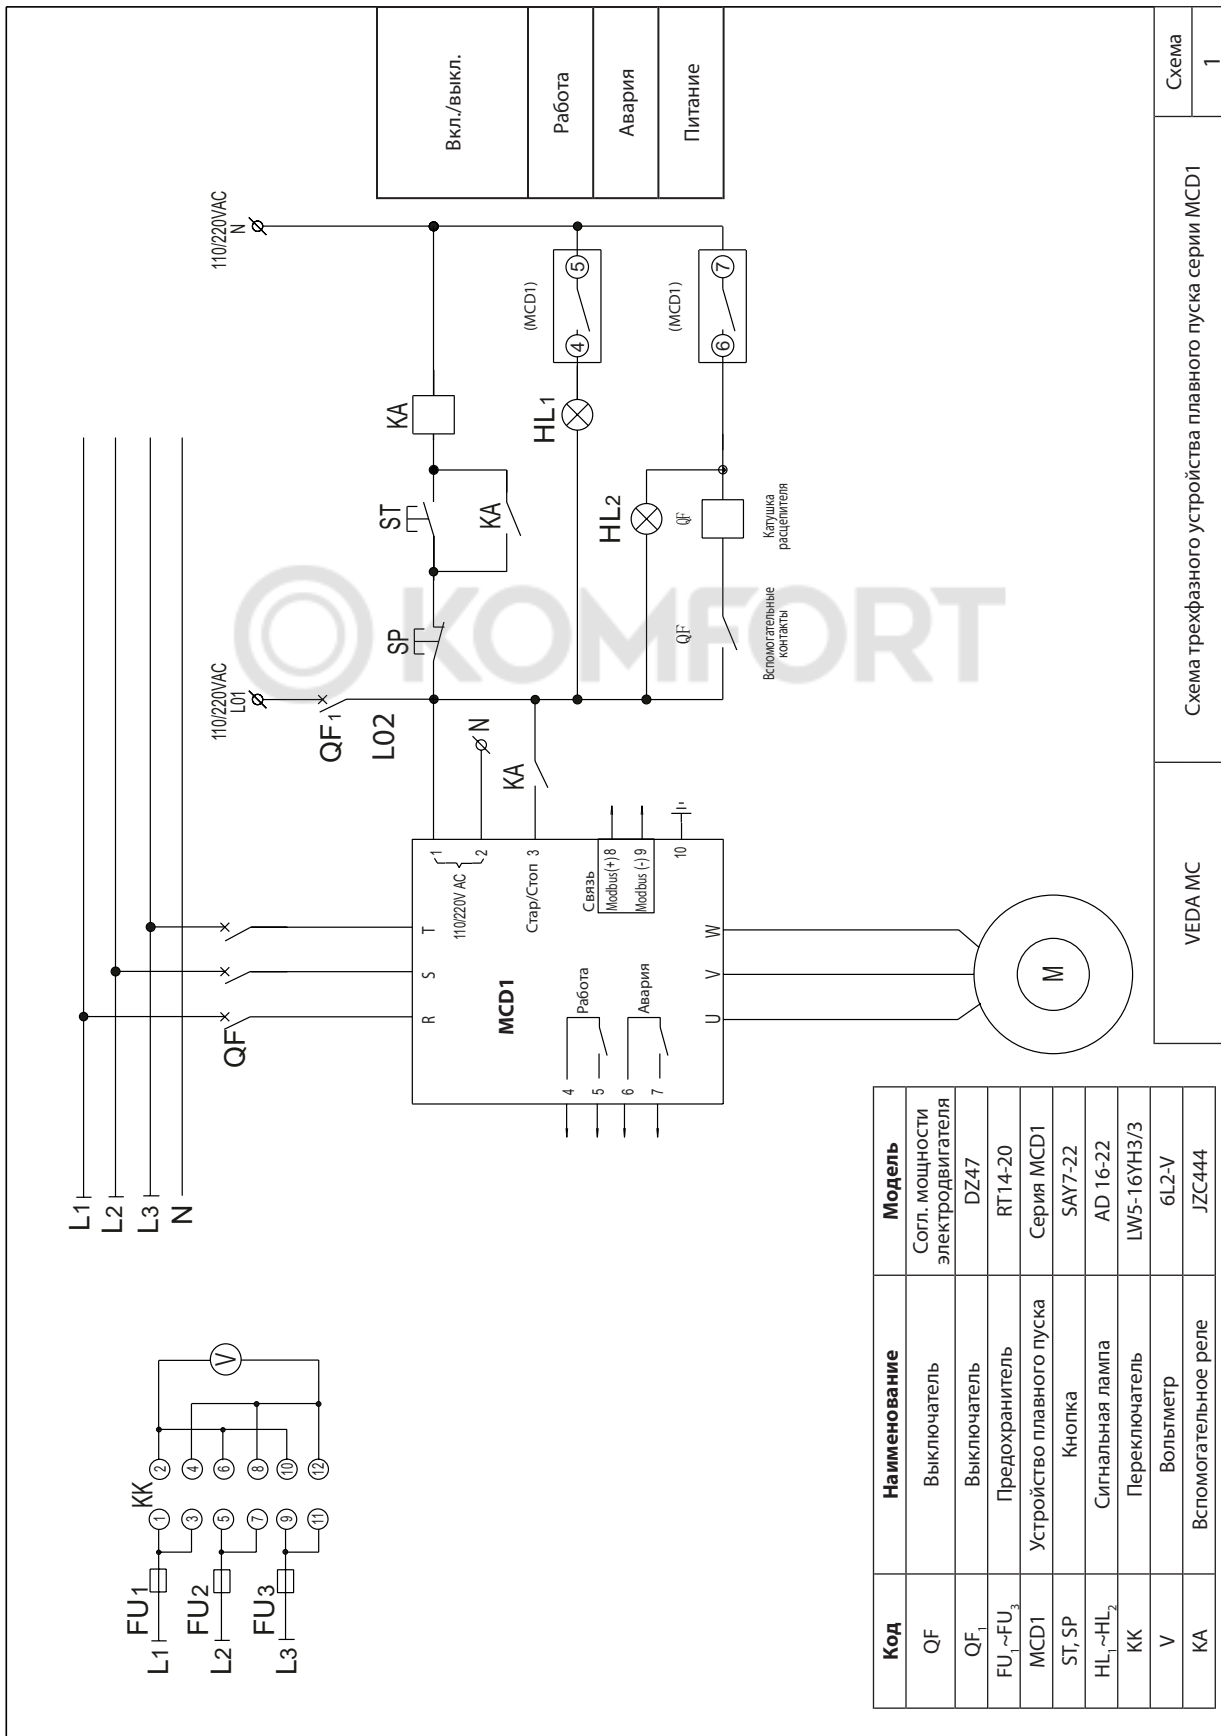 L1
FU1
L2
FU2
L3
FU3
KK
1
2
3
4
5
6
7
8
9
10
11
12
V
L1
L2
L3
N
QF
110/220VAC
L01
QF1
L02
110/220VAC
N
SP
ST
KA
KA
KA
N
HL1
(MCD1)
4
5
HL2
(MCD1)
6
7
QF
Катушка
расцепителя
QF
Вспомогательные
контакты
Вкл./выкл.
Работа
Авария
Питание
R
S
T
MCD1
1
110/220V AC
2
Стар/Стоп 3
Связь
Modbus(+) 8
Modbus (-) 9
10
4
5
Работа
6
7
Авария
U
V
W
M
OKOMFORT
Код Наименование Модель
QF Выключатель Согл. мощности
электродвигателя
QF1 Выключатель DZ47
FU1~FU3 Предохранитель RT14-20
MCD1 Устройство плавного пуска Серия MCD1
ST, SP Кнопка SAY7-22
HL1~HL2 Сигнальная лампа AD 16-22
KK Переключатель LW5-16YH3/3
V Вольтметр 6L2-V
KA Вспомогательное реле JZC444
VEDA MC
Схема трехфазного устройства плавного пуска серии MCD1
Схема
1